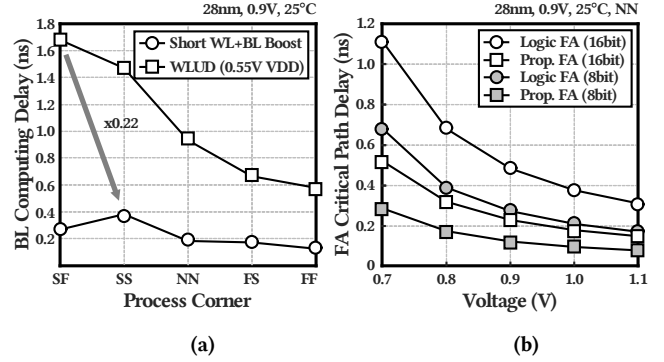 28nm, 0.9V, 25°C
BL Computing Delay (ns)
1.8
1.6
1.4
1.2
1.0
0.8
0.6
0.4
0.2
Short WL+BL Boost
WLUD (0.55V VDD)
x0.22
SF
SS
NN
FS
FF
Process Corner
(a)
28nm, 0.9V, 25°C, NN
FA Critical Path Delay (ns)
1.2
1.0
0.8
0.6
0.4
0.2
0
Logic FA (16bit)
Prop. FA (16bit)
Logic FA (8bit)
Prop. FA (8bit)
0.7
0.8
0.9
1.0
1.1
Voltage (V)
(b)